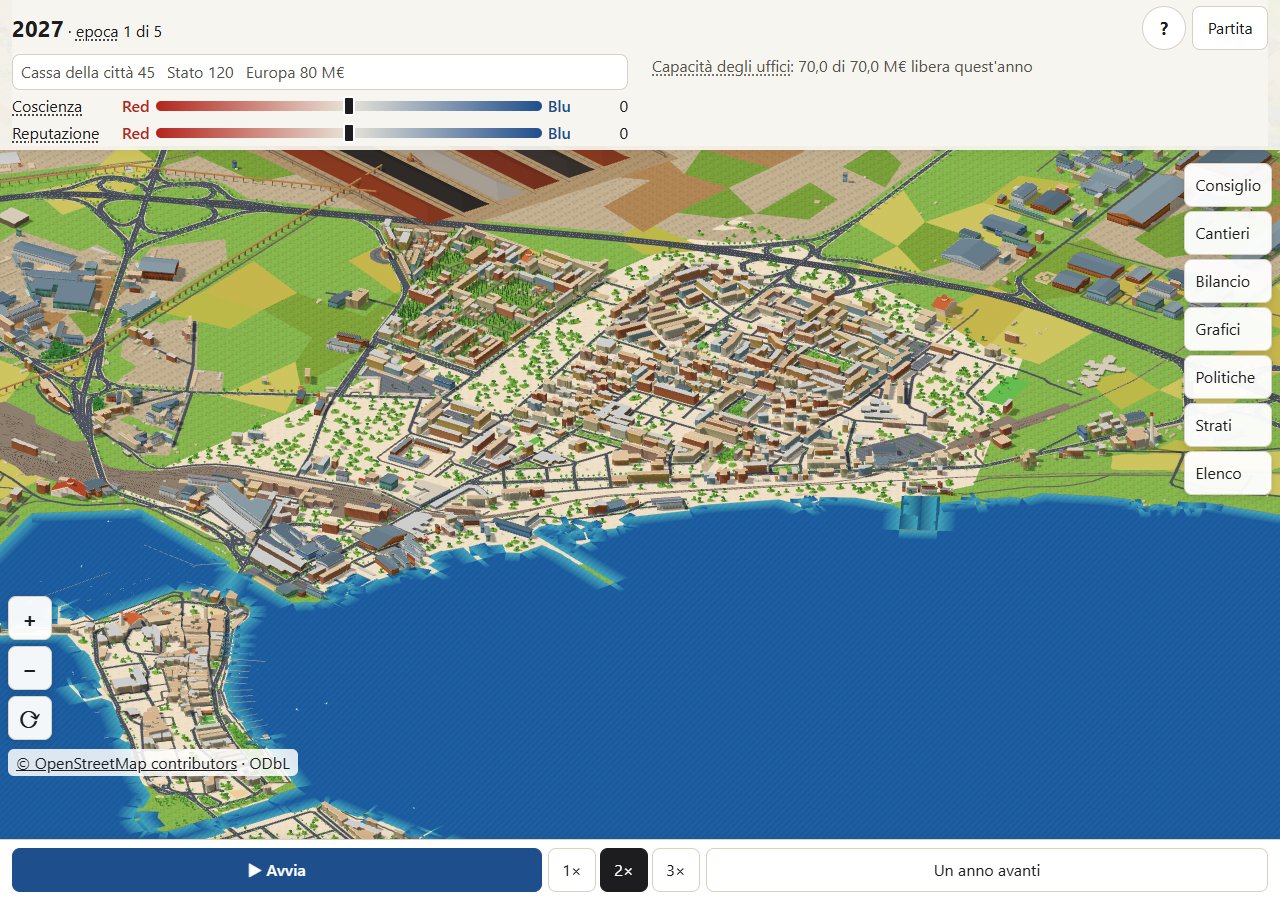 2027 · epoca 1 di 5
? Partita
Cassa della città 45 Stato 120 Europa 80 M€
Capacità degli uffici: 70,0 di 70,0 M€ libera quest'anno
Coscienza Red Blu 0
Reputazione Red Blu 0
Consiglio
Cantieri
Bilancio
Grafici
Politiche
Strati
Elenco
+
−
⟳
© OpenStreetMap contributors · ODbL
▶ Avvia 1× 2× 3× Un anno avanti